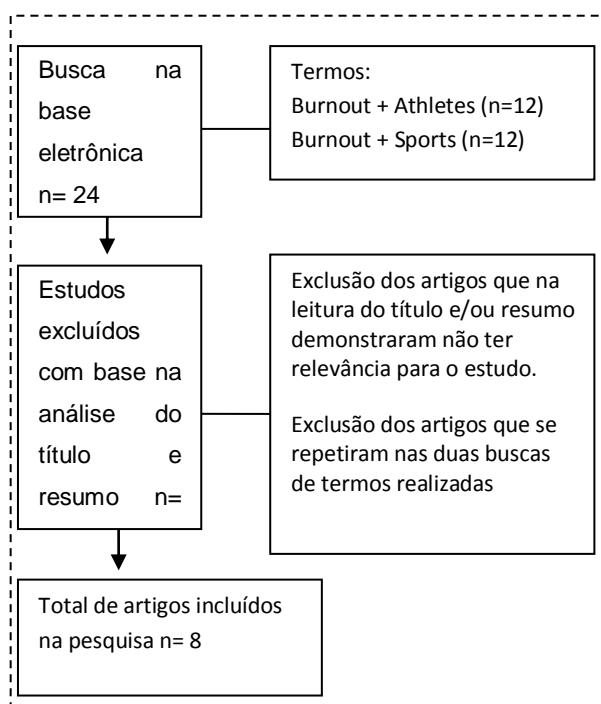 Busca na
base
eletrônica
n= 24
Termos:
Burnout + Athletes (n=12)
Burnout + Sports (n=12)
Estudos
excluídos
com base na
análise do
título e
resumo n=
Exclusão dos artigos que na
leitura do título e/ou resumo
demonstraram não ter
relevância para o estudo.
Exclusão dos artigos que se
repetiram nas duas buscas
de termos realizadas
Total de artigos incluídos
na pesquisa n= 8